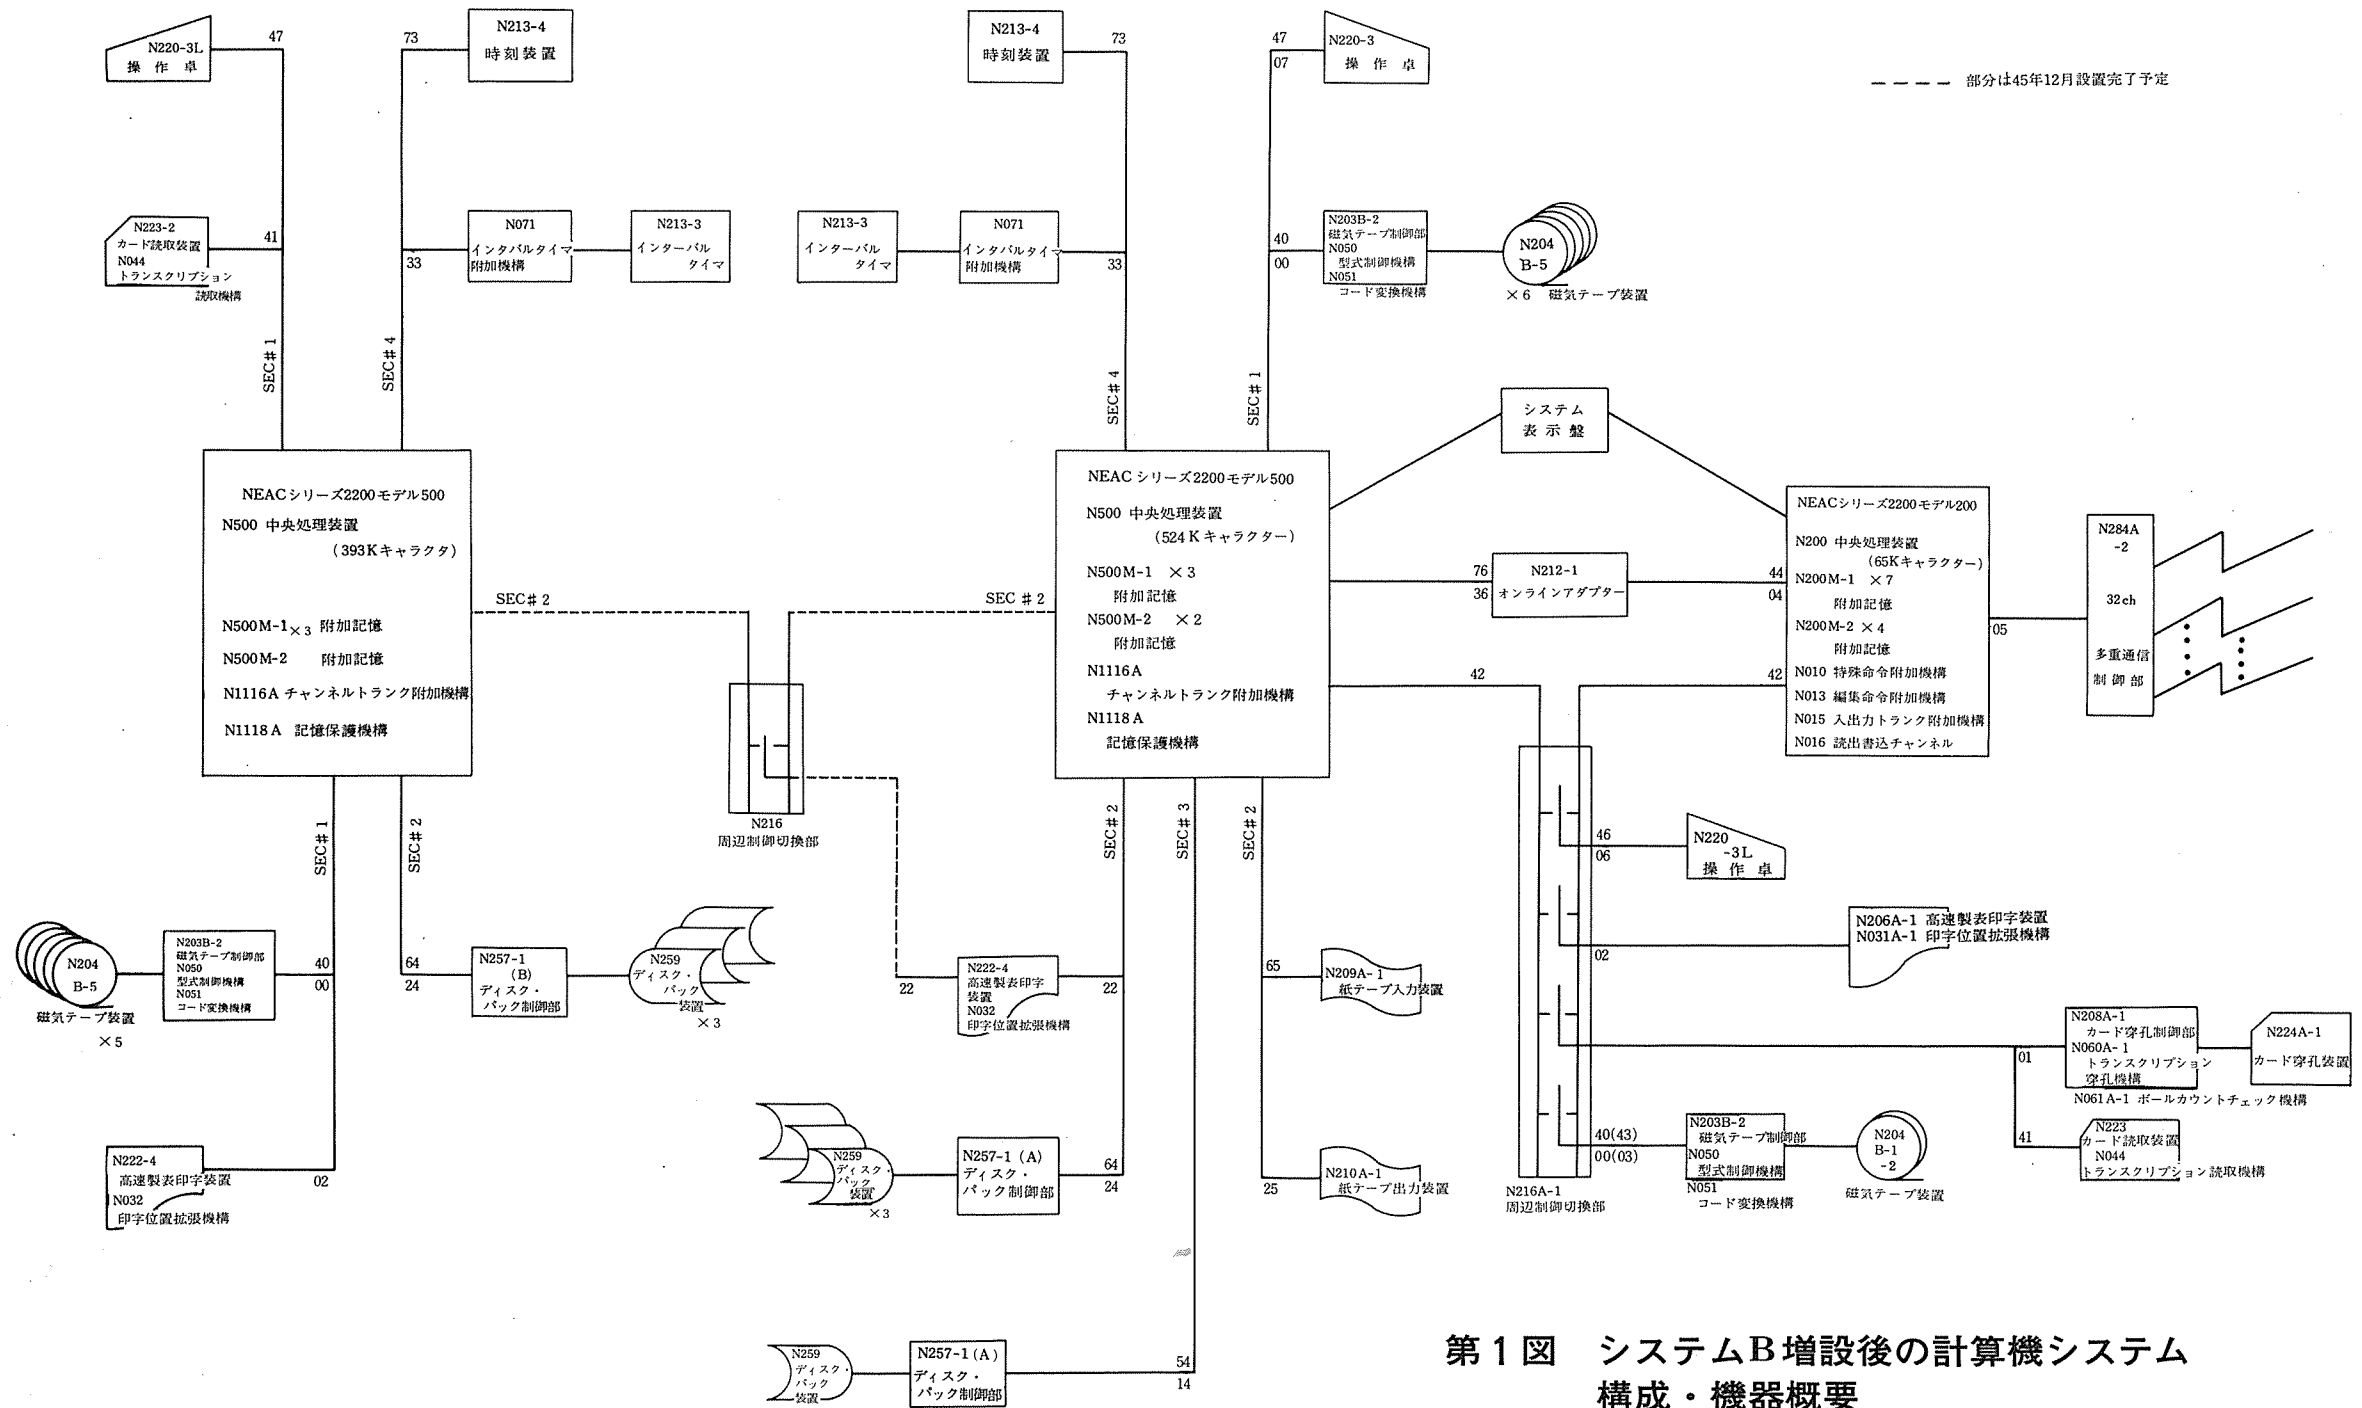 47
N220-3L
操作卓
73
N213-4
時刻装置
N213-4
時刻装置
73
47
07
N220-3
操作卓
部分は45年12月設置完了予定
N223-2
カード読取装置
N044
トランスクリプション
読取機構
41
33
N071
インタバルタイマ
附加機構
N213-3
インターバル
タイマ
N213-3
インターバル
タイマ
N071
インタバルタイマ
附加機構
33
40
00
N203B-2
磁気テープ制御部
N050
型式制御機構
N051
コード変換機構
N204
B-5
×6 磁気テープ装置
SEC#1
SEC#4
SEC#4
SEC#1
システム
表示盤
NEACシリーズ2200モデル500
N500 中央処理装置
(393Kキャラクタ)
N500M-1×3 附加記憶
N500M-2 附加記憶
N1116A チャンネルトランク附加機構
N1118A 記憶保護機構
SEC#2
SEC #2
N216
周辺制御切換部
NEACシリーズ2200モデル500
N500 中央処理装置
(524Kキャラクター)
N500M-1 ×3
附加記憶
N500M-2 ×2
附加記憶
N1116A
チャンネルトランク附加機構
N1118A
記憶保護機構
76
36
N212-1
オンラインアダプター
44
04
42
42
NEACシリーズ2200モデル200
N200 中央処理装置
(65Kキャラクター)
N200M-1 ×7
附加記憶
N200M-2 ×4
附加記憶
N010 特殊命令附加機構
N013 編集命令附加機構
N015 入出力トランク附加機構
N016 読出書込チャンネル
05
N284A
-2
32ch
多重通信
制御部
SEC#1
SEC#2
SEC#2
SEC#3
SEC#2
46
06
N220
-3L
操作卓
N204
B-5
磁気テープ装置
×5
N203B-2
磁気テープ制御部
N050
型式制御機構
N051
コード変換機構
40
00
64
24
N257-1
(B)
ディスク・
パック制御部
N259
ディスク・
パック
装置
×3
22
N222-4
高速製表印字
装置
N032
印字位置拡張機構
22
65
N209A-1
紙テープ入力装置
02
N206A-1 高速製表印字装置
N031A-1 印字位置拡張機構
01
N208A-1
カード穿孔制御部
N060A-1
トランスクリプション
穿孔機構
N061A-1 ボールカウントチェック機構
N224A-1
カード穿孔装置
N222-4
高速製表印字装置
N032
印字位置拡張機構
02
N259
ディスク・
パック
装置
×3
N257-1(A)
ディスク・
パック制御部
64
24
25
N210A-1
紙テープ出力装置
N216A-1
周辺制御切換部
40(43)
00(03)
N203B-2
磁気テープ制御部
N050
型式制御機構
N051
コード変換機構
N204
B-1
-2
磁気テープ装置
41
N223
カード読取装置
N044
トランスクリプション読取機構
N259
ディスク・
パック
装置
N257-1(A)
ディスク・
パック制御部
54
14
第1図 システムB増設後の計算機システム
構成・機器概要